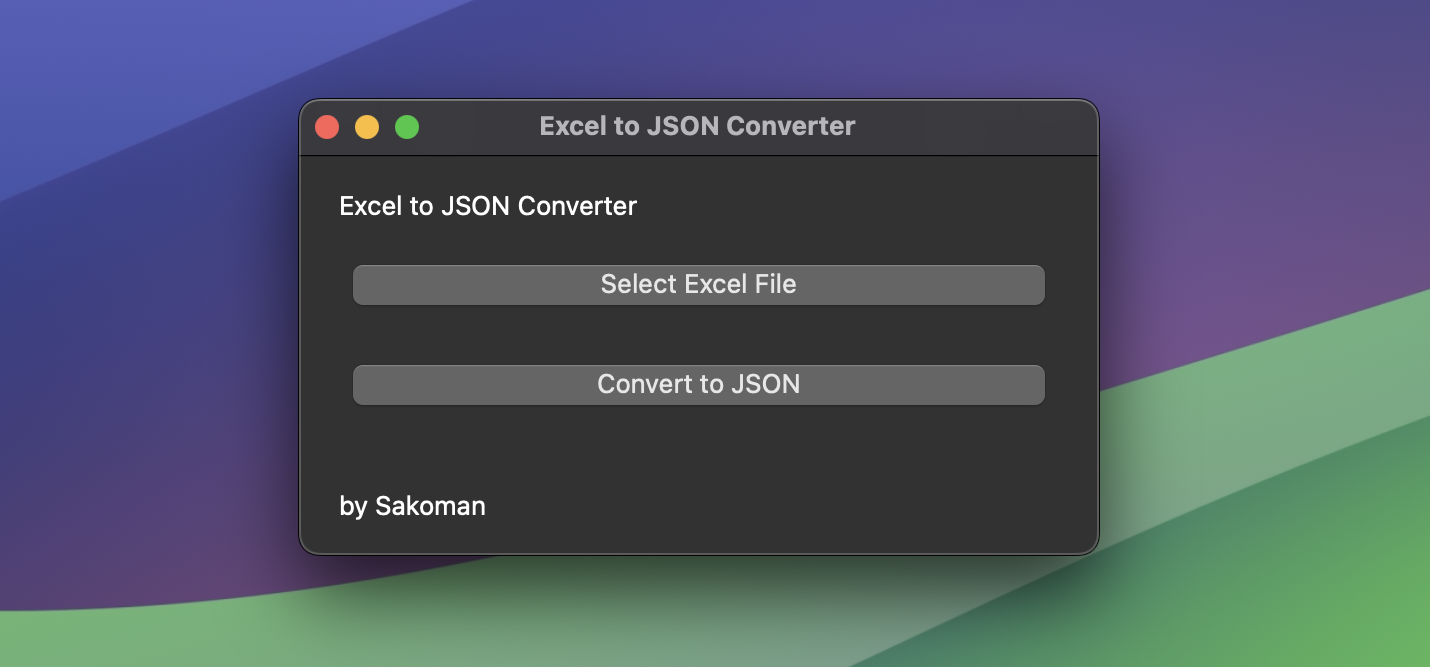 Excel to JSON Converter
Excel to JSON Converter
Select Excel File
Convert to JSON
by Sakoman